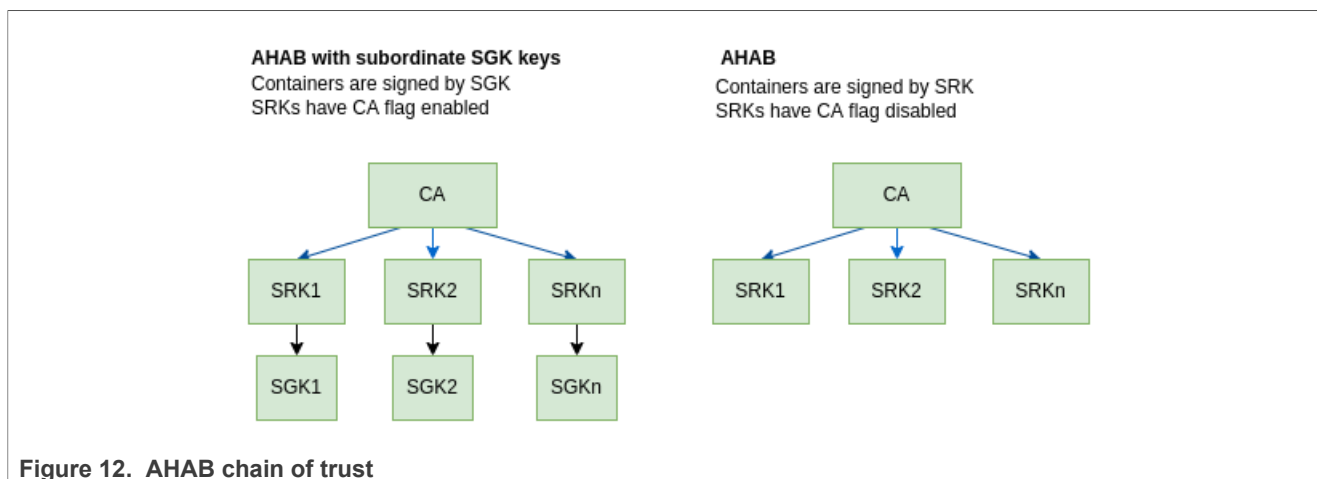 AHAB with subordinate SGK keys
Containers are signed by SGK
SRKs have CA flag enabled
AHAB
Containers are signed by SRK
SRKs have CA flag disabled
CA
SRK1
SRK2
SRKn
SGK1
SGK2
SGKn
CA
SRK1
SRK2
SRKn
Figure 12. AHAB chain of trust